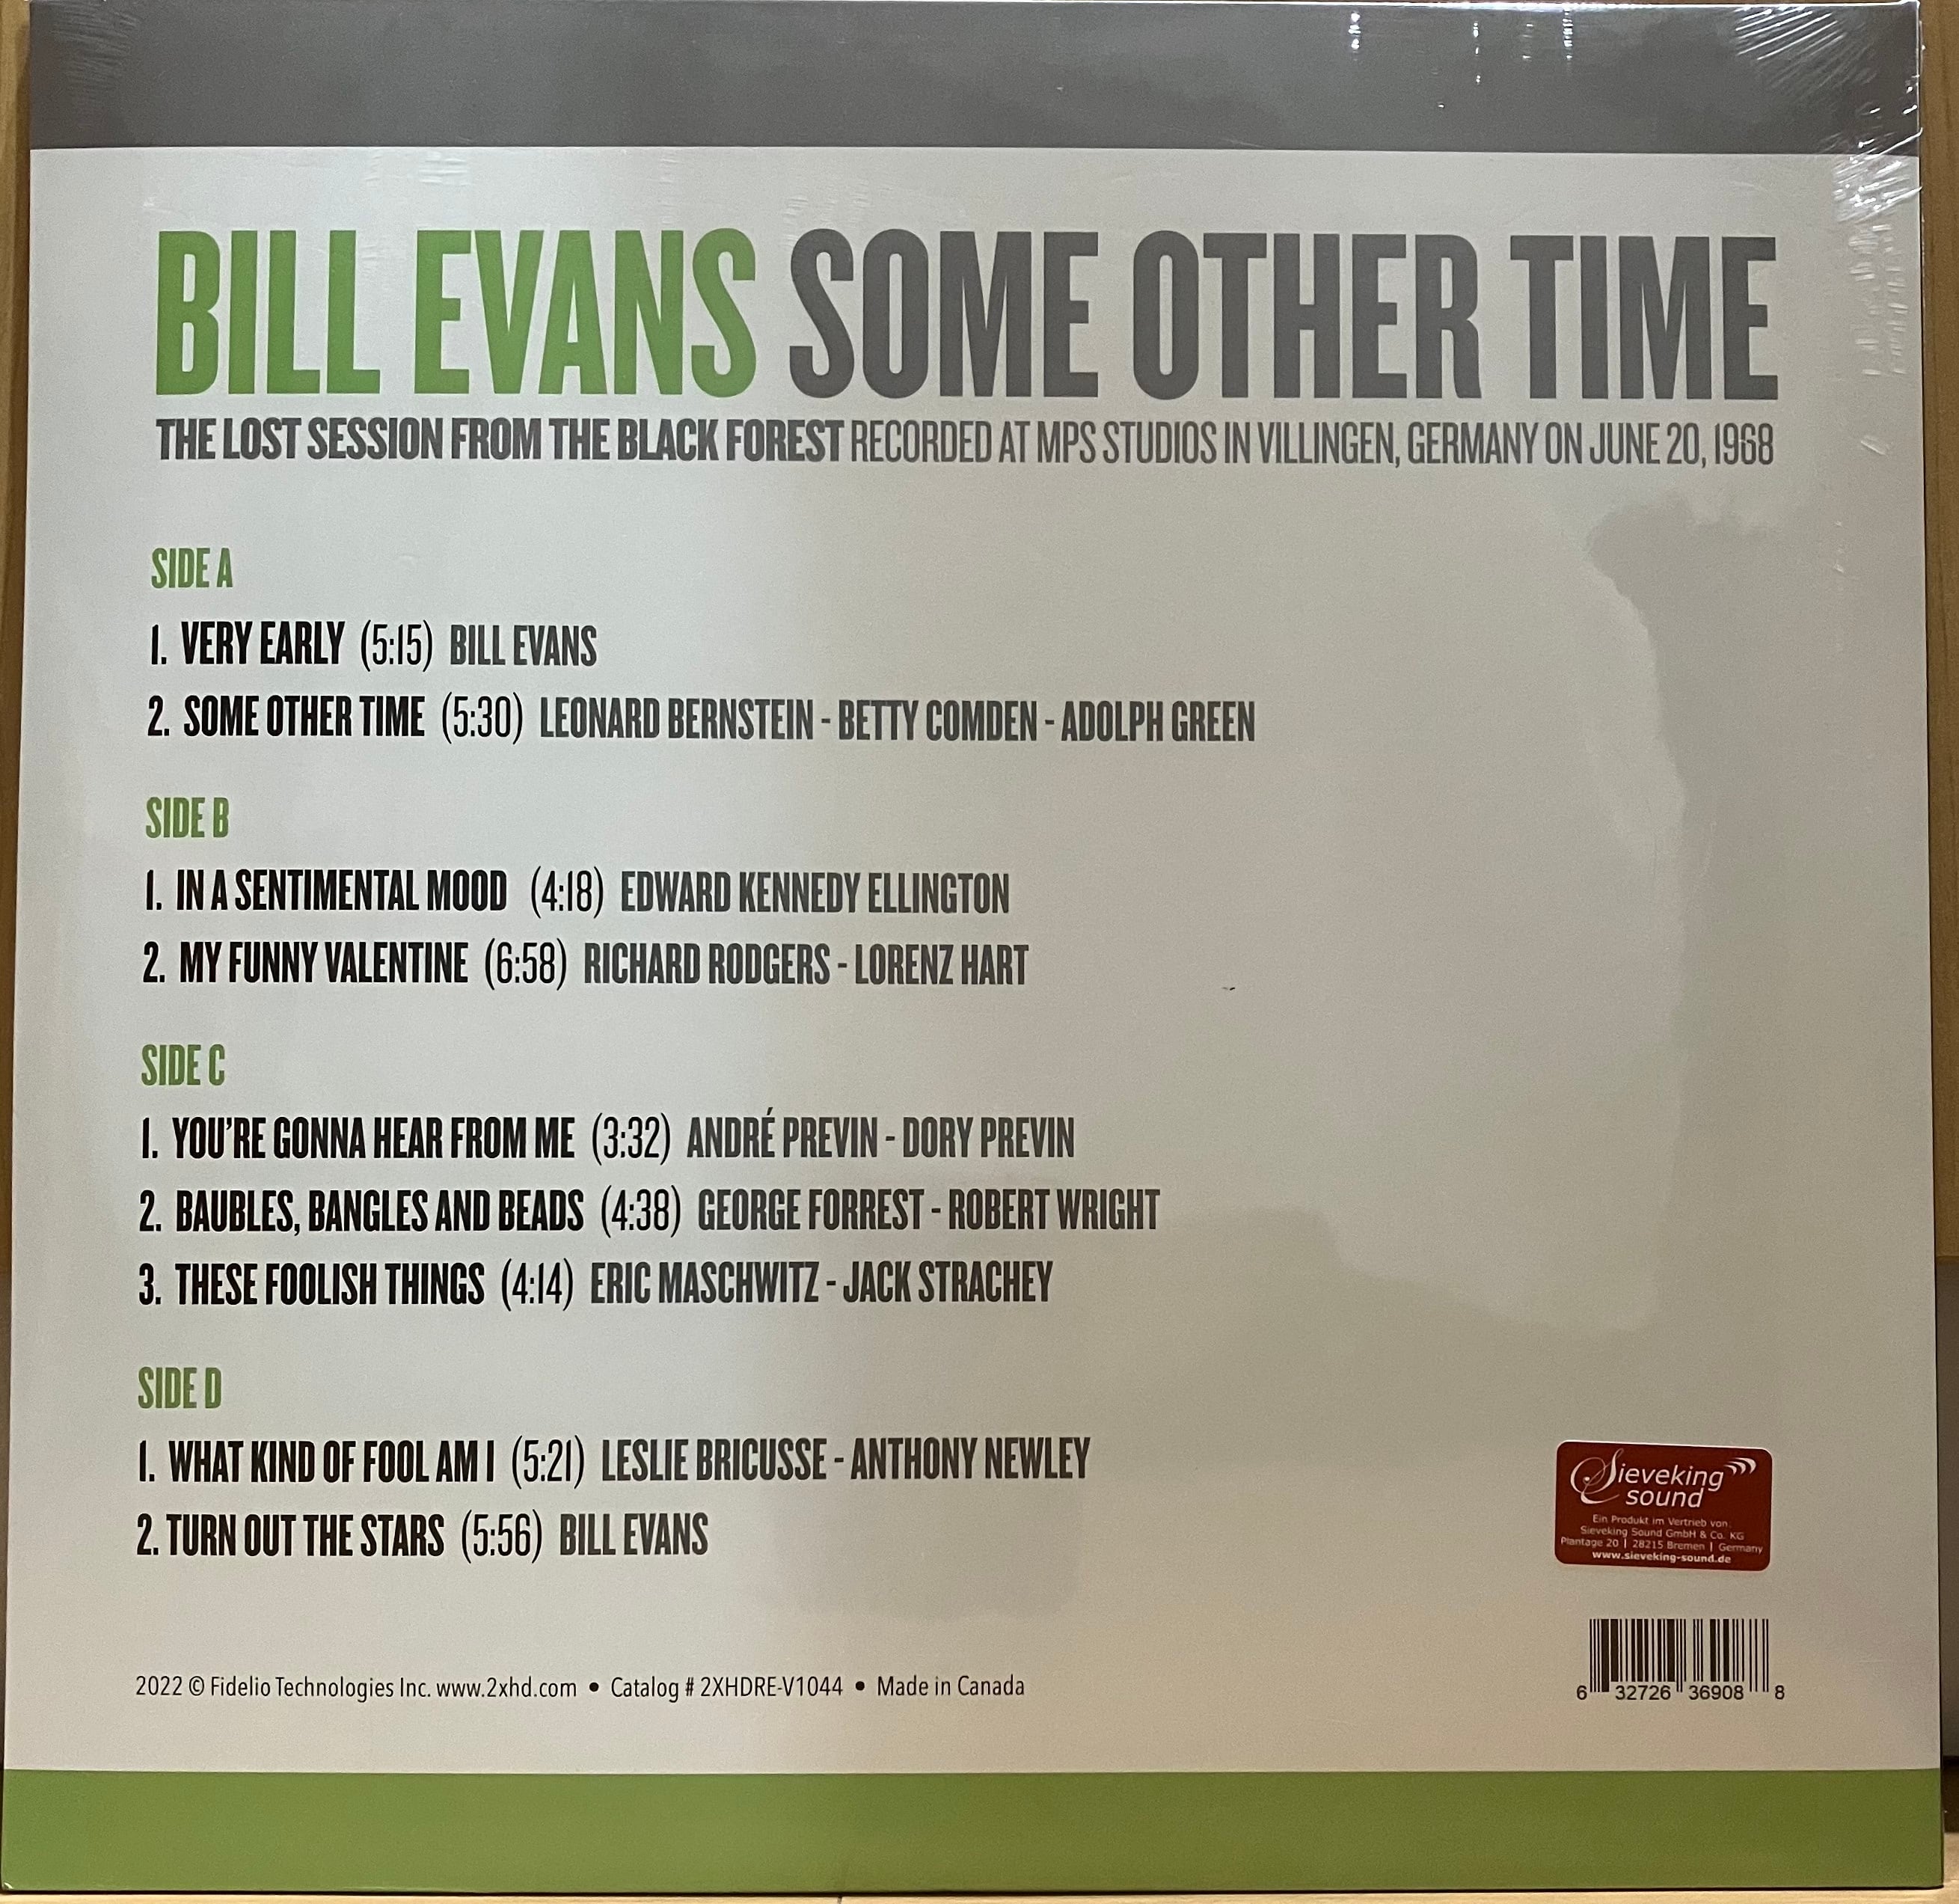 BILL EVANS SOME OTHER TIME
THE LOST SESSION FROM THE BLACK FOREST RECORDED AT MPS STUDIOS IN VILLINGEN, GERMANY ON JUNE 20, 1968
SIDE A
1. VERY EARLY (5:15) BILL EVANS
2. SOME OTHER TIME (5:30) LEONARD BERNSTEIN - BETTY COMDEN - ADOLPH GREEN
SIDE B
1. IN A SENTIMENTAL MOOD (4:18) EDWARD KENNEDY ELLINGTON
2. MY FUNNY VALENTINE (6:58) RICHARD RODGERS - LORENZ HART
SIDE C
1. YOU'RE GONNA HEAR FROM ME (3:32) ANDRÉ PREVIN - DORY PREVIN
2. BAUBLES, BANGLES AND BEADS (4:38) GEORGE FORREST - ROBERT WRIGHT
3. THESE FOOLISH THINGS (4:14) ERIC MASCHWITZ - JACK STRACHEY
SIDE D
1. WHAT KIND OF FOOL AM I (5:21) LESLIE BRICUSSE - ANTHONY NEWLEY
2. TURN OUT THE STARS (5:56) BILL EVANS
Sieveking
sound
Ein Produkt im Vertrieb von:
Sieveking Sound GmbH & Co. KG
Plantage 20 | 28215 Bremen | Germany
www.sieveking-sound.de
2022 © Fidelio Technologies Inc. www.2xhd.com • Catalog # 2XHDRE-V1044 • Made in Canada
6 32726 36908 8